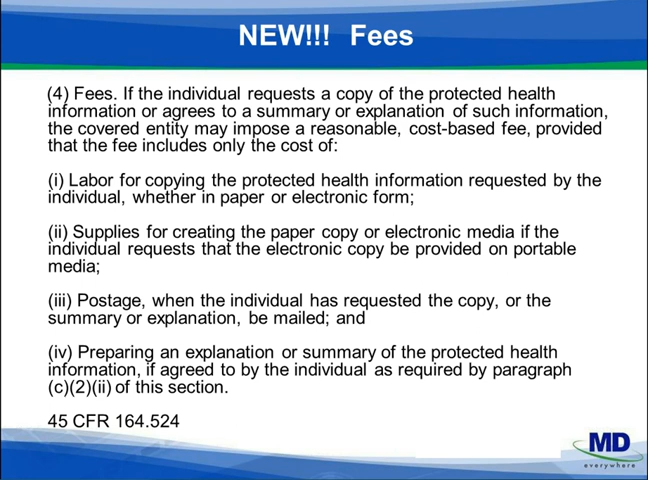 NEW!!! Fees
(4) Fees. If the individual requests a copy of the protected health
information or agrees to a summary or explanation of such information,
the covered entity may impose a reasonable, cost-based fee, provided
that the fee includes only the cost of:
(i) Labor for copying the protected health information requested by the
individual, whether in paper or electronic form;
(ii) Supplies for creating the paper copy or electronic media if the
individual requests that the electronic copy be provided on portable
media;
(iii) Postage, when the individual has requested the copy, or the
summary or explanation, be mailed; and
(iv) Preparing an explanation or summary of the protected health
information, if agreed to by the individual as required by paragraph
(c)(2)(ii) of this section.
45 CFR 164.524
MD
everywhere